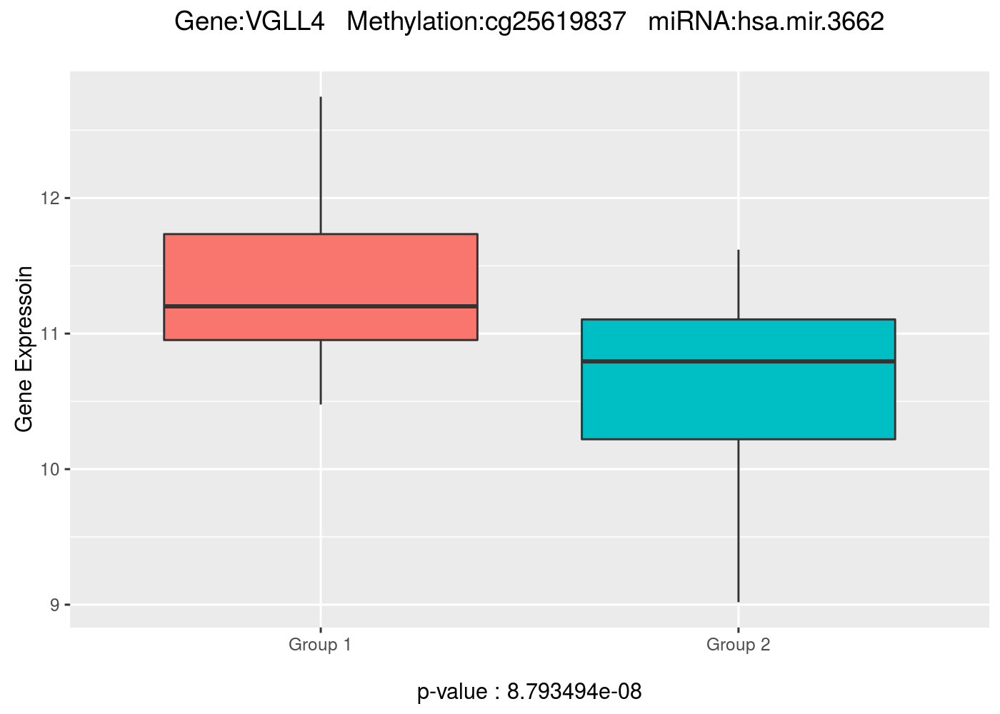 Gene:VGLL4 Methylation:cg25619837 miRNA:hsa.mir.3662
Gene Expressoin
12
11
10
9
Group 1 Group 2
p-value : 8.793494e-08